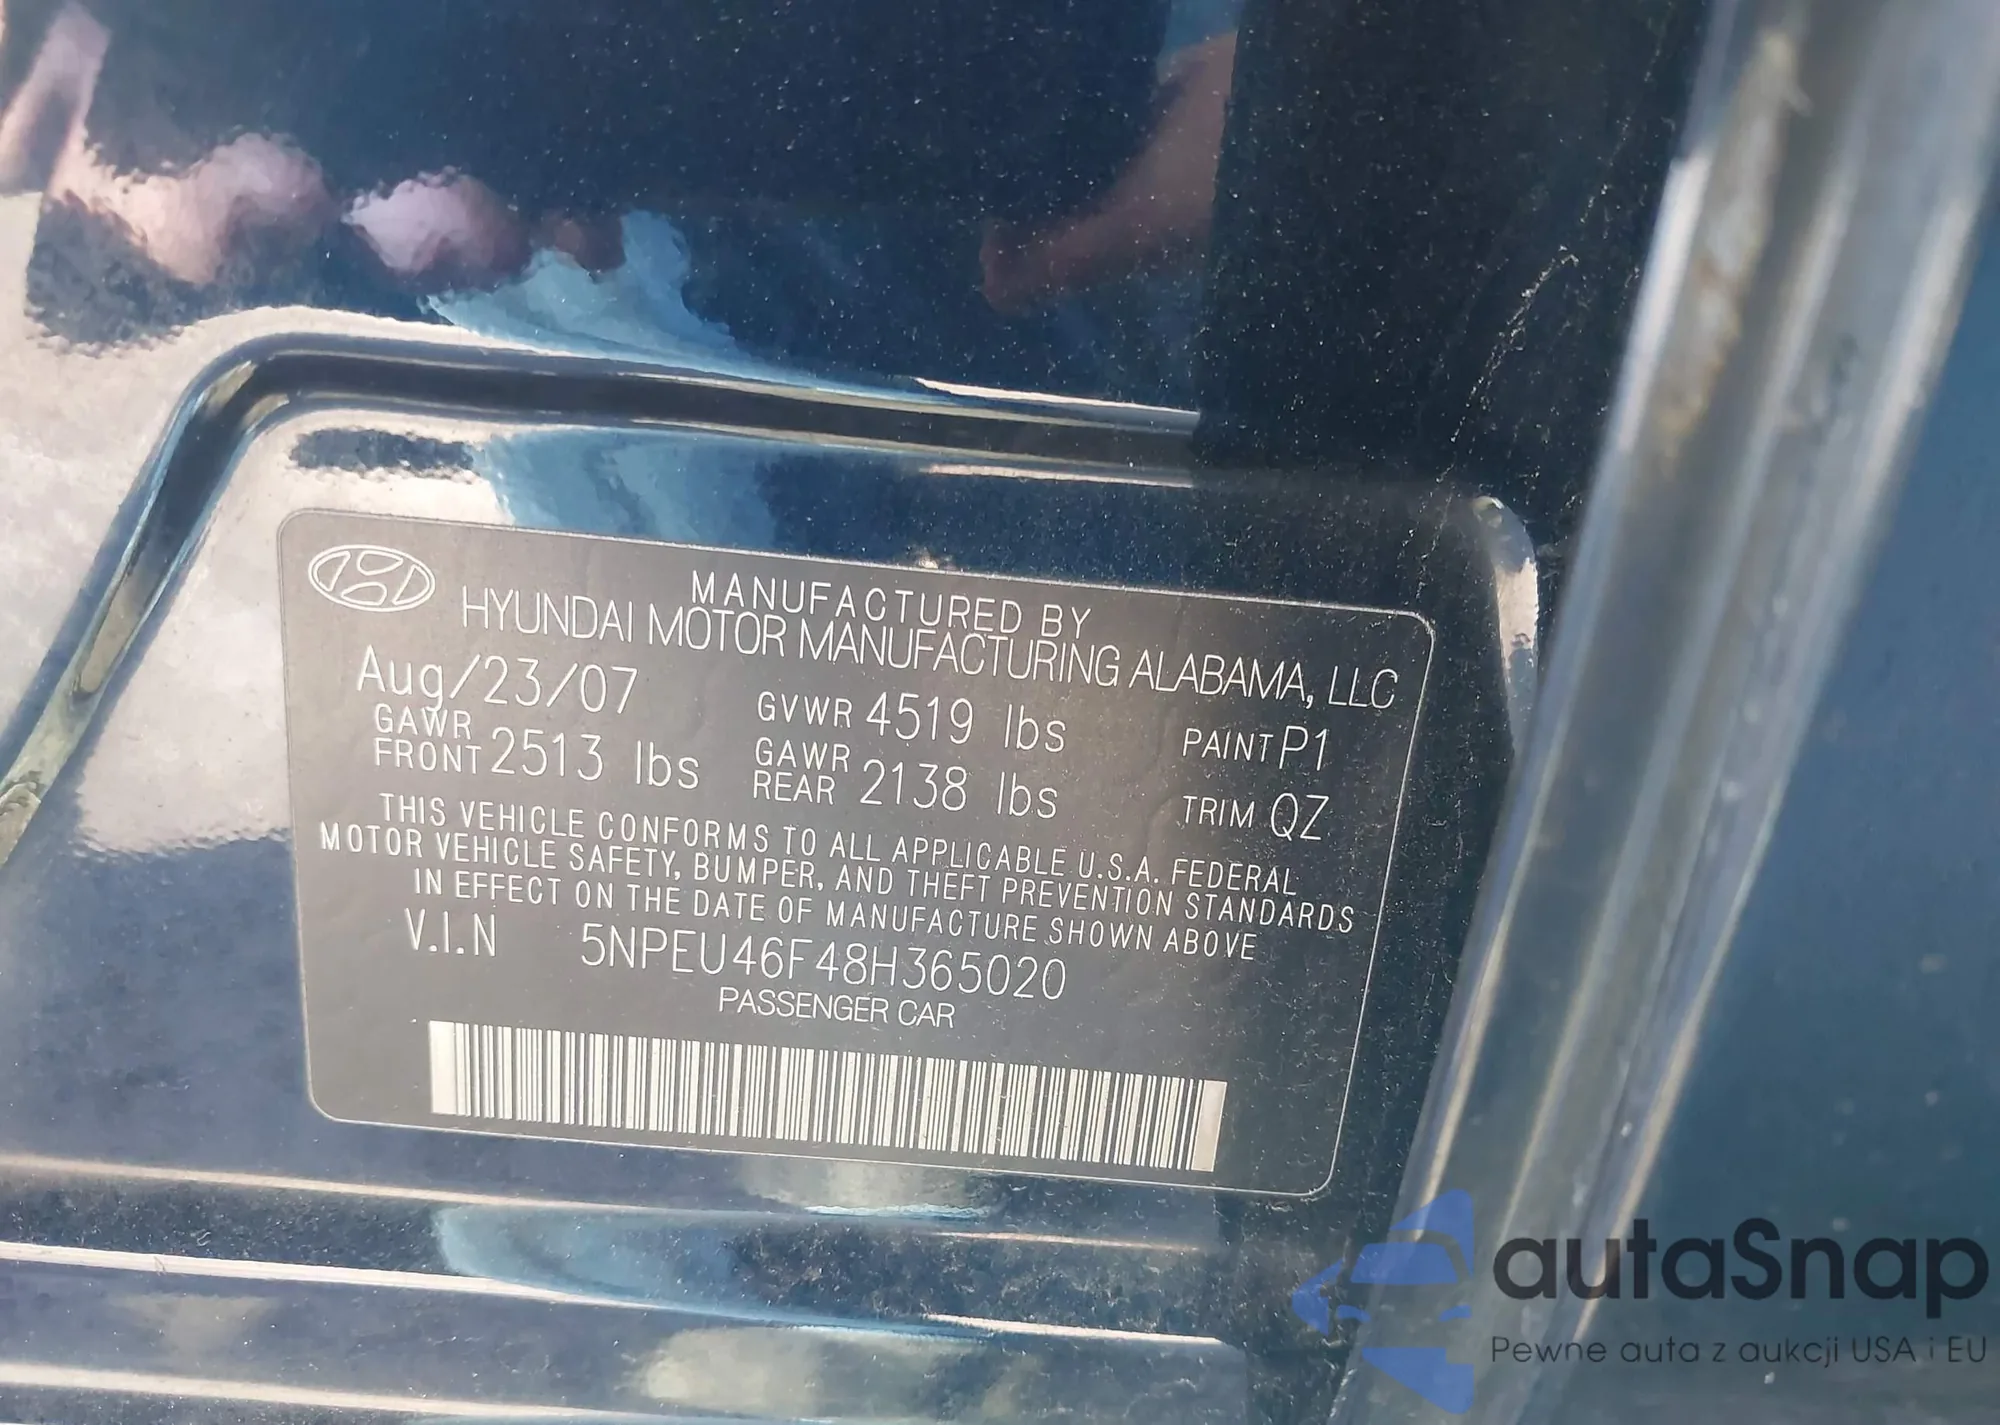 MANUFACTURED BY
HYUNDAI MOTOR MANUFACTURING ALABAMA, LLC
Aug/23/07 GVWR 4519 lbs PAINT P1
GAWR FRONT 2513 lbs GAWR REAR 2138 lbs TRIM QZ
THIS VEHICLE CONFORMS TO ALL APPLICABLE U.S.A. FEDERAL
MOTOR VEHICLE SAFETY, BUMPER, AND THEFT PREVENTION STANDARDS
IN EFFECT ON THE DATE OF MANUFACTURE SHOWN ABOVE
V.I.N 5NPEU46F48H365020
PASSENGER CAR
autaSnap
Pewne auta z aukcji USA i EU